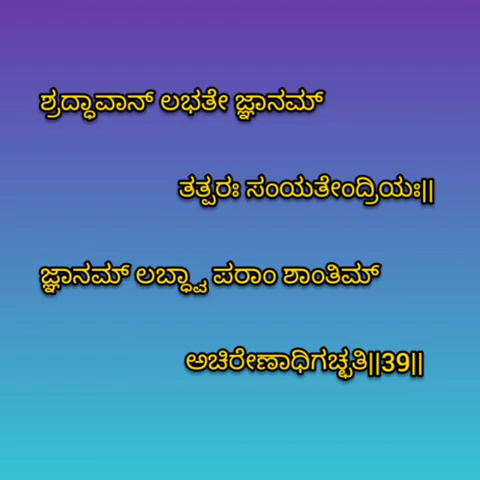 ಶ್ರದ್ಧಾವಾನ್ ಲಭತೇ ಜ್ಞಾನಮ್
ತತ್ಪರಃ ಸಂಯತೇಂದ್ರಿಯಃ||
ಜ್ಞಾನಮ್ ಲಬ್ಧ್ವಾ ಪರಾಂ ಶಾಂತಿಮ್
ಅಚಿರೇಣಾಧಿಗಚ್ಛತಿ||39||